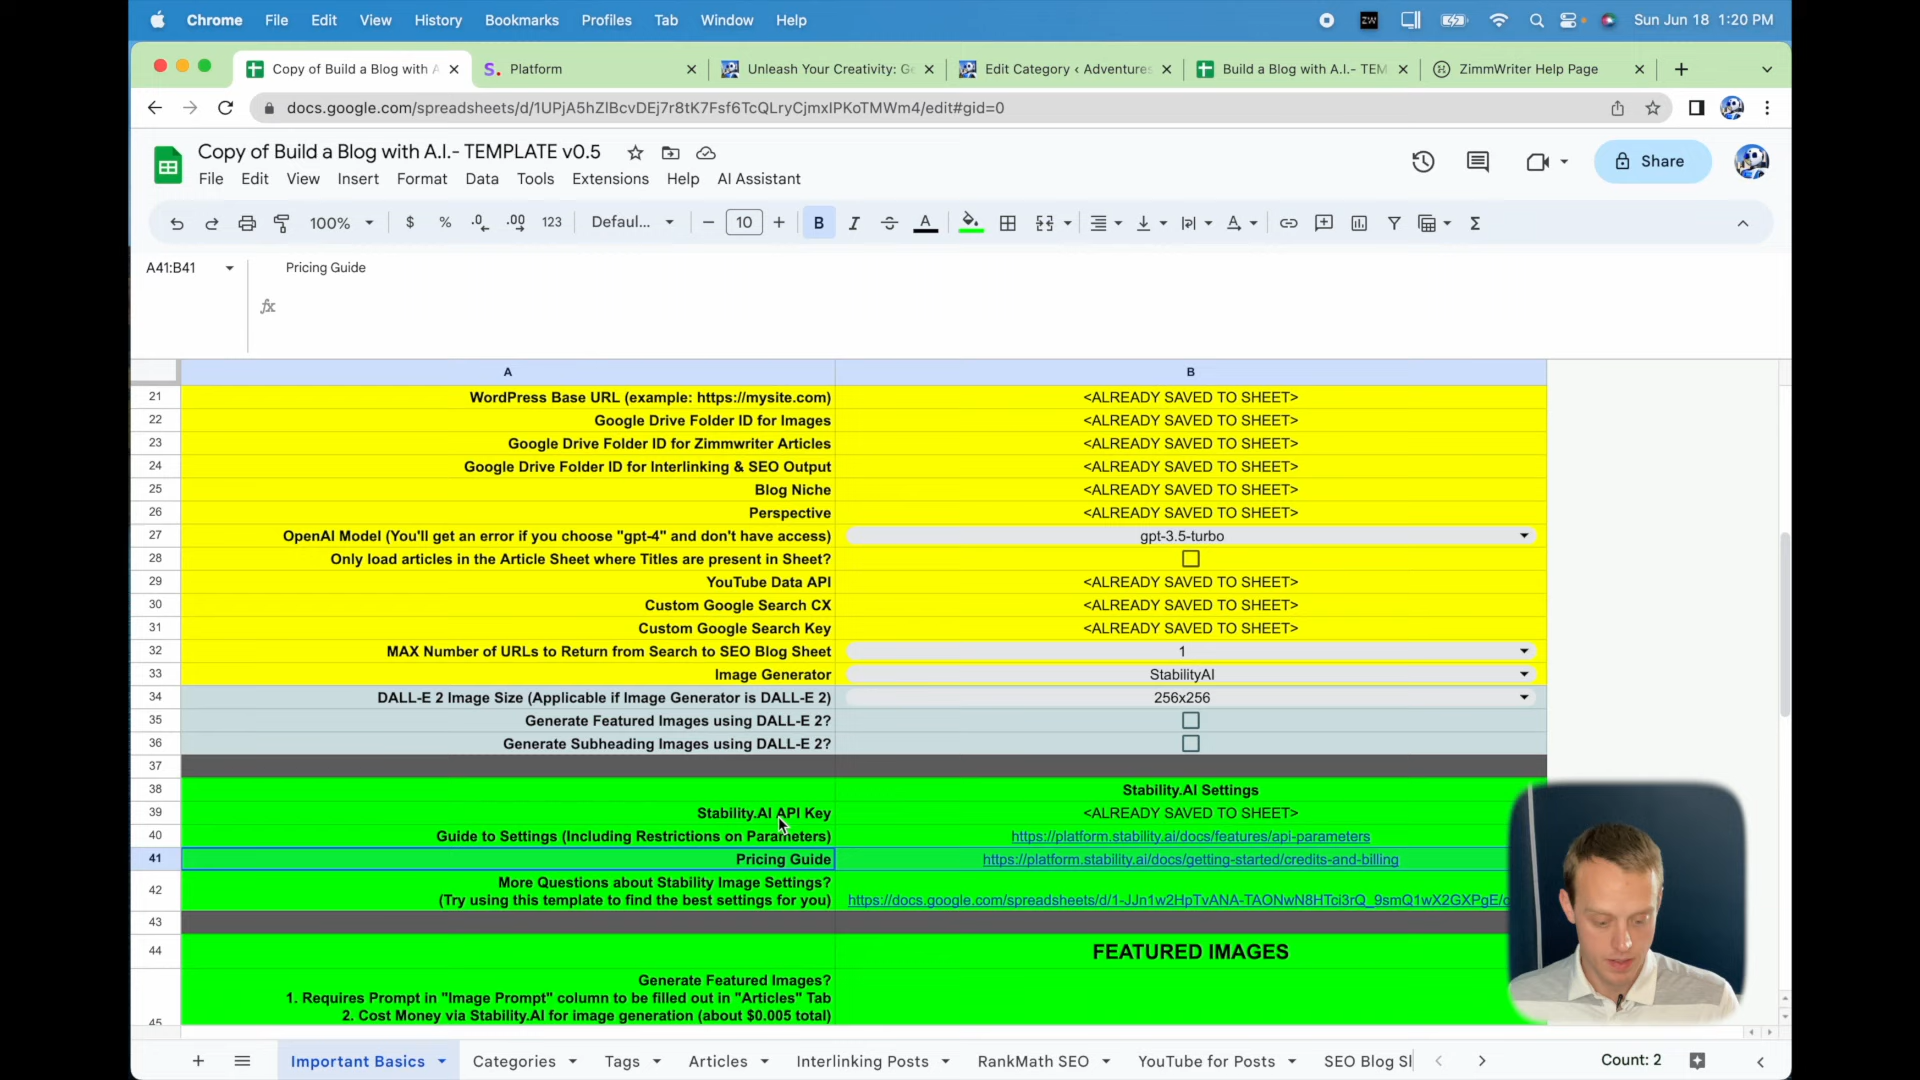 Chrome File Edit View History Bookmarks Profiles Tab Window Help ZW Sun Jun 18 1:20 PM
Copy of Build a Blog with A Platform Unleash Your Creativity: Ge Edit Category ‹ Adventures Build a Blog with A.I.- TEM ZimmWriter Help Page
docs.google.com/spreadsheets/d/1UPjA5hZlBcvDEj7r8tK7Fsf6TcQLryCjmxIPKoTMWm4/edit#gid=0
Copy of Build a Blog with A.I.- TEMPLATE v0.5
File Edit View Insert Format Data Tools Extensions Help AI Assistant
Share
100% $ % .0 .00 123 Defaul... 10 B I
A41:B41 Pricing Guide
fx
A B
21 WordPress Base URL (example: https://mysite.com) <ALREADY SAVED TO SHEET>
22 Google Drive Folder ID for Images <ALREADY SAVED TO SHEET>
23 Google Drive Folder ID for Zimmwriter Articles <ALREADY SAVED TO SHEET>
24 Google Drive Folder ID for Interlinking & SEO Output <ALREADY SAVED TO SHEET>
25 Blog Niche <ALREADY SAVED TO SHEET>
26 Perspective <ALREADY SAVED TO SHEET>
27 OpenAI Model (You'll get an error if you choose "gpt-4" and don't have access) gpt-3.5-turbo
28 Only load articles in the Article Sheet where Titles are present in Sheet?
29 YouTube Data API <ALREADY SAVED TO SHEET>
30 Custom Google Search CX <ALREADY SAVED TO SHEET>
31 Custom Google Search Key <ALREADY SAVED TO SHEET>
32 MAX Number of URLs to Return from Search to SEO Blog Sheet 1
33 Image Generator StabilityAI
34 DALL-E 2 Image Size (Applicable if Image Generator is DALL-E 2) 256x256
35 Generate Featured Images using DALL-E 2?
36 Generate Subheading Images using DALL-E 2?
37
38 Stability.AI Settings
39 Stability.AI API Key <ALREADY SAVED TO SHEET>
40 Guide to Settings (Including Restrictions on Parameters) https://platform.stability.ai/docs/features/api-parameters
41 Pricing Guide https://platform.stability.ai/docs/getting-started/credits-and-billing
More Questions about Stability Image Settings?
42 (Try using this template to find the best settings for you) https://docs.google.com/spreadsheets/d/1-JJn1w2HpTvANA-TAONwN8HTci3rQ_9smQ1wX2GXPgE/
43
44 FEATURED IMAGES
Generate Featured Images?
1. Requires Prompt in "Image Prompt" column to be filled out in "Articles" Tab
45 2. Cost Money via Stability.AI for image generation (about $0.005 total)
Important Basics Categories Tags Articles Interlinking Posts RankMath SEO YouTube for Posts SEO Blog Sl Count: 2